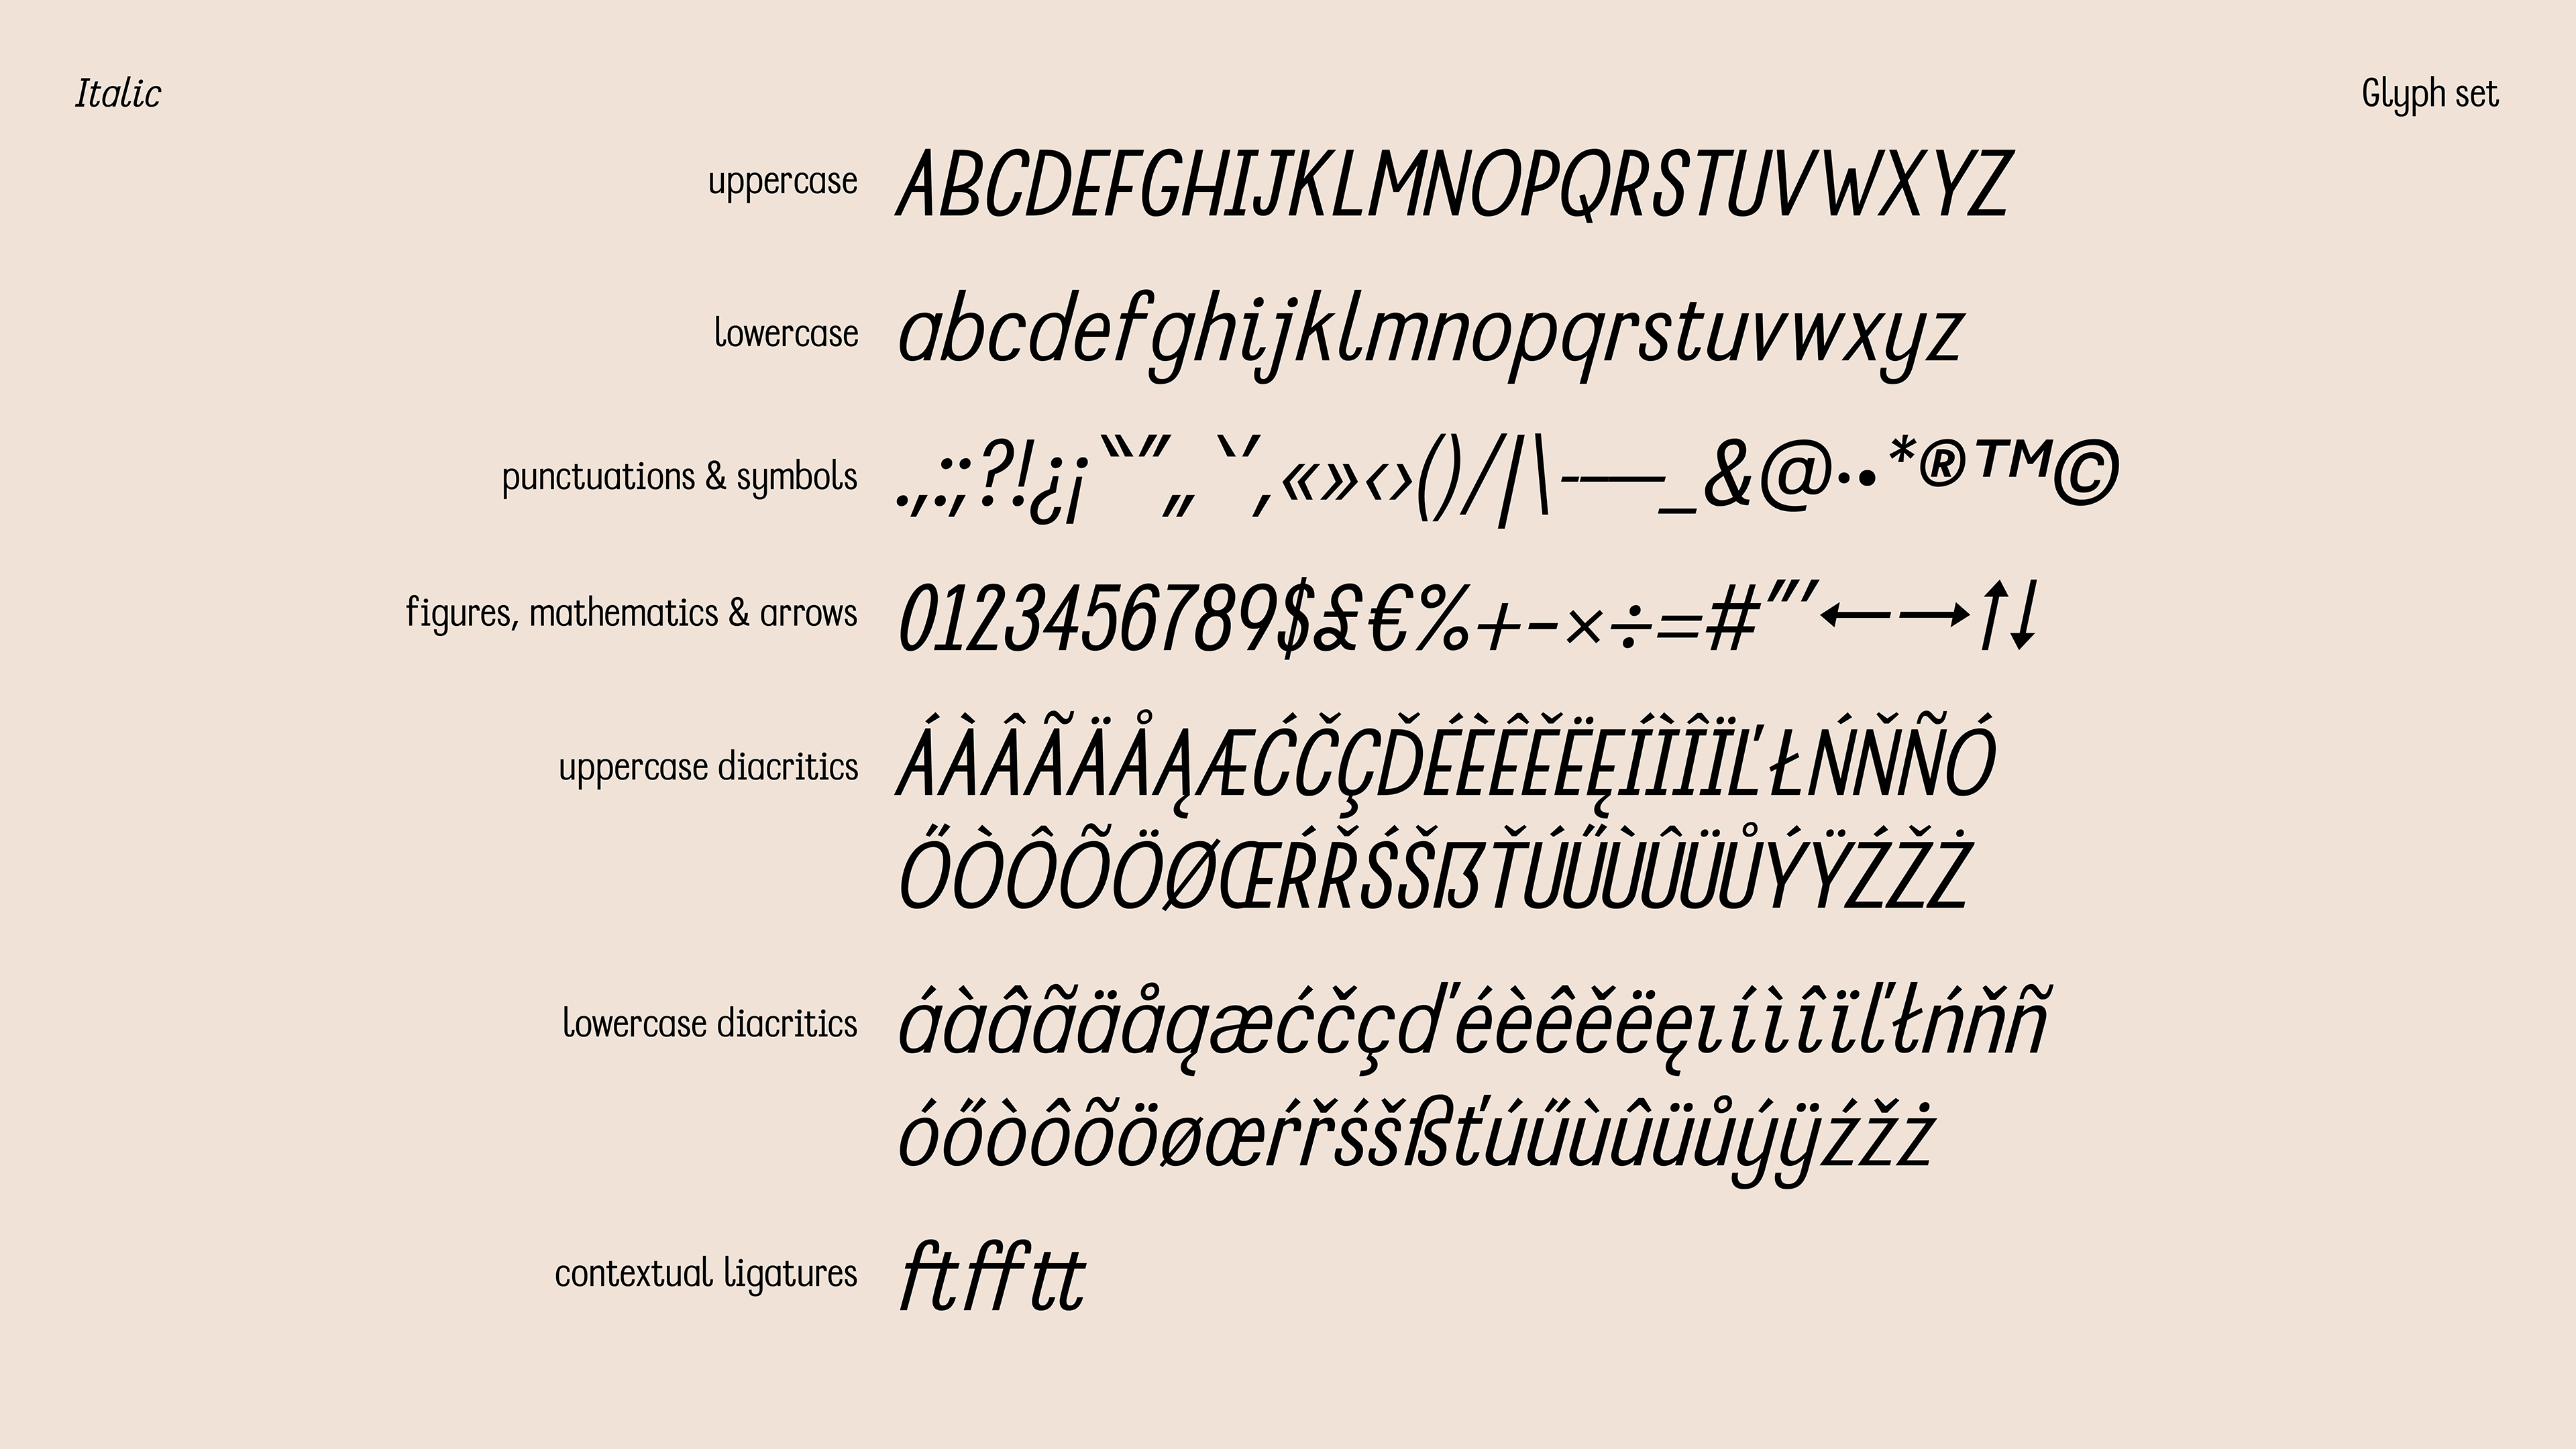 Italic
Glyph set
uppercase ABCDEFGHIJKLMNOPQRSTUVWXYZ
lowercase abcdefghijklmnopqrstuvwxyz
punctuations & symbols .,:;?!¿¡“”„‘’‚«»‹›()/|\-–—_&@·•*®™©
figures, mathematics & arrows 0123456789$£€%+−×÷=#″′←→↑↓
uppercase diacritics ÁÀÂÃÄÅĄÆĆČÇĎÉÈÊĚËĘÍÌÎÏĽŁŃŇÑÓ
ŐÒÔÕÖØŒŔŘŚŠẞŤÚŰÙÛÜŮÝŸŹŽŻ
lowercase diacritics áàâãäåąæćčçďéèêěëęıíìîïľłńňñ
óőòôõöøœŕřśšßťúűùûüůýÿźžż
contextual ligatures ftfftt